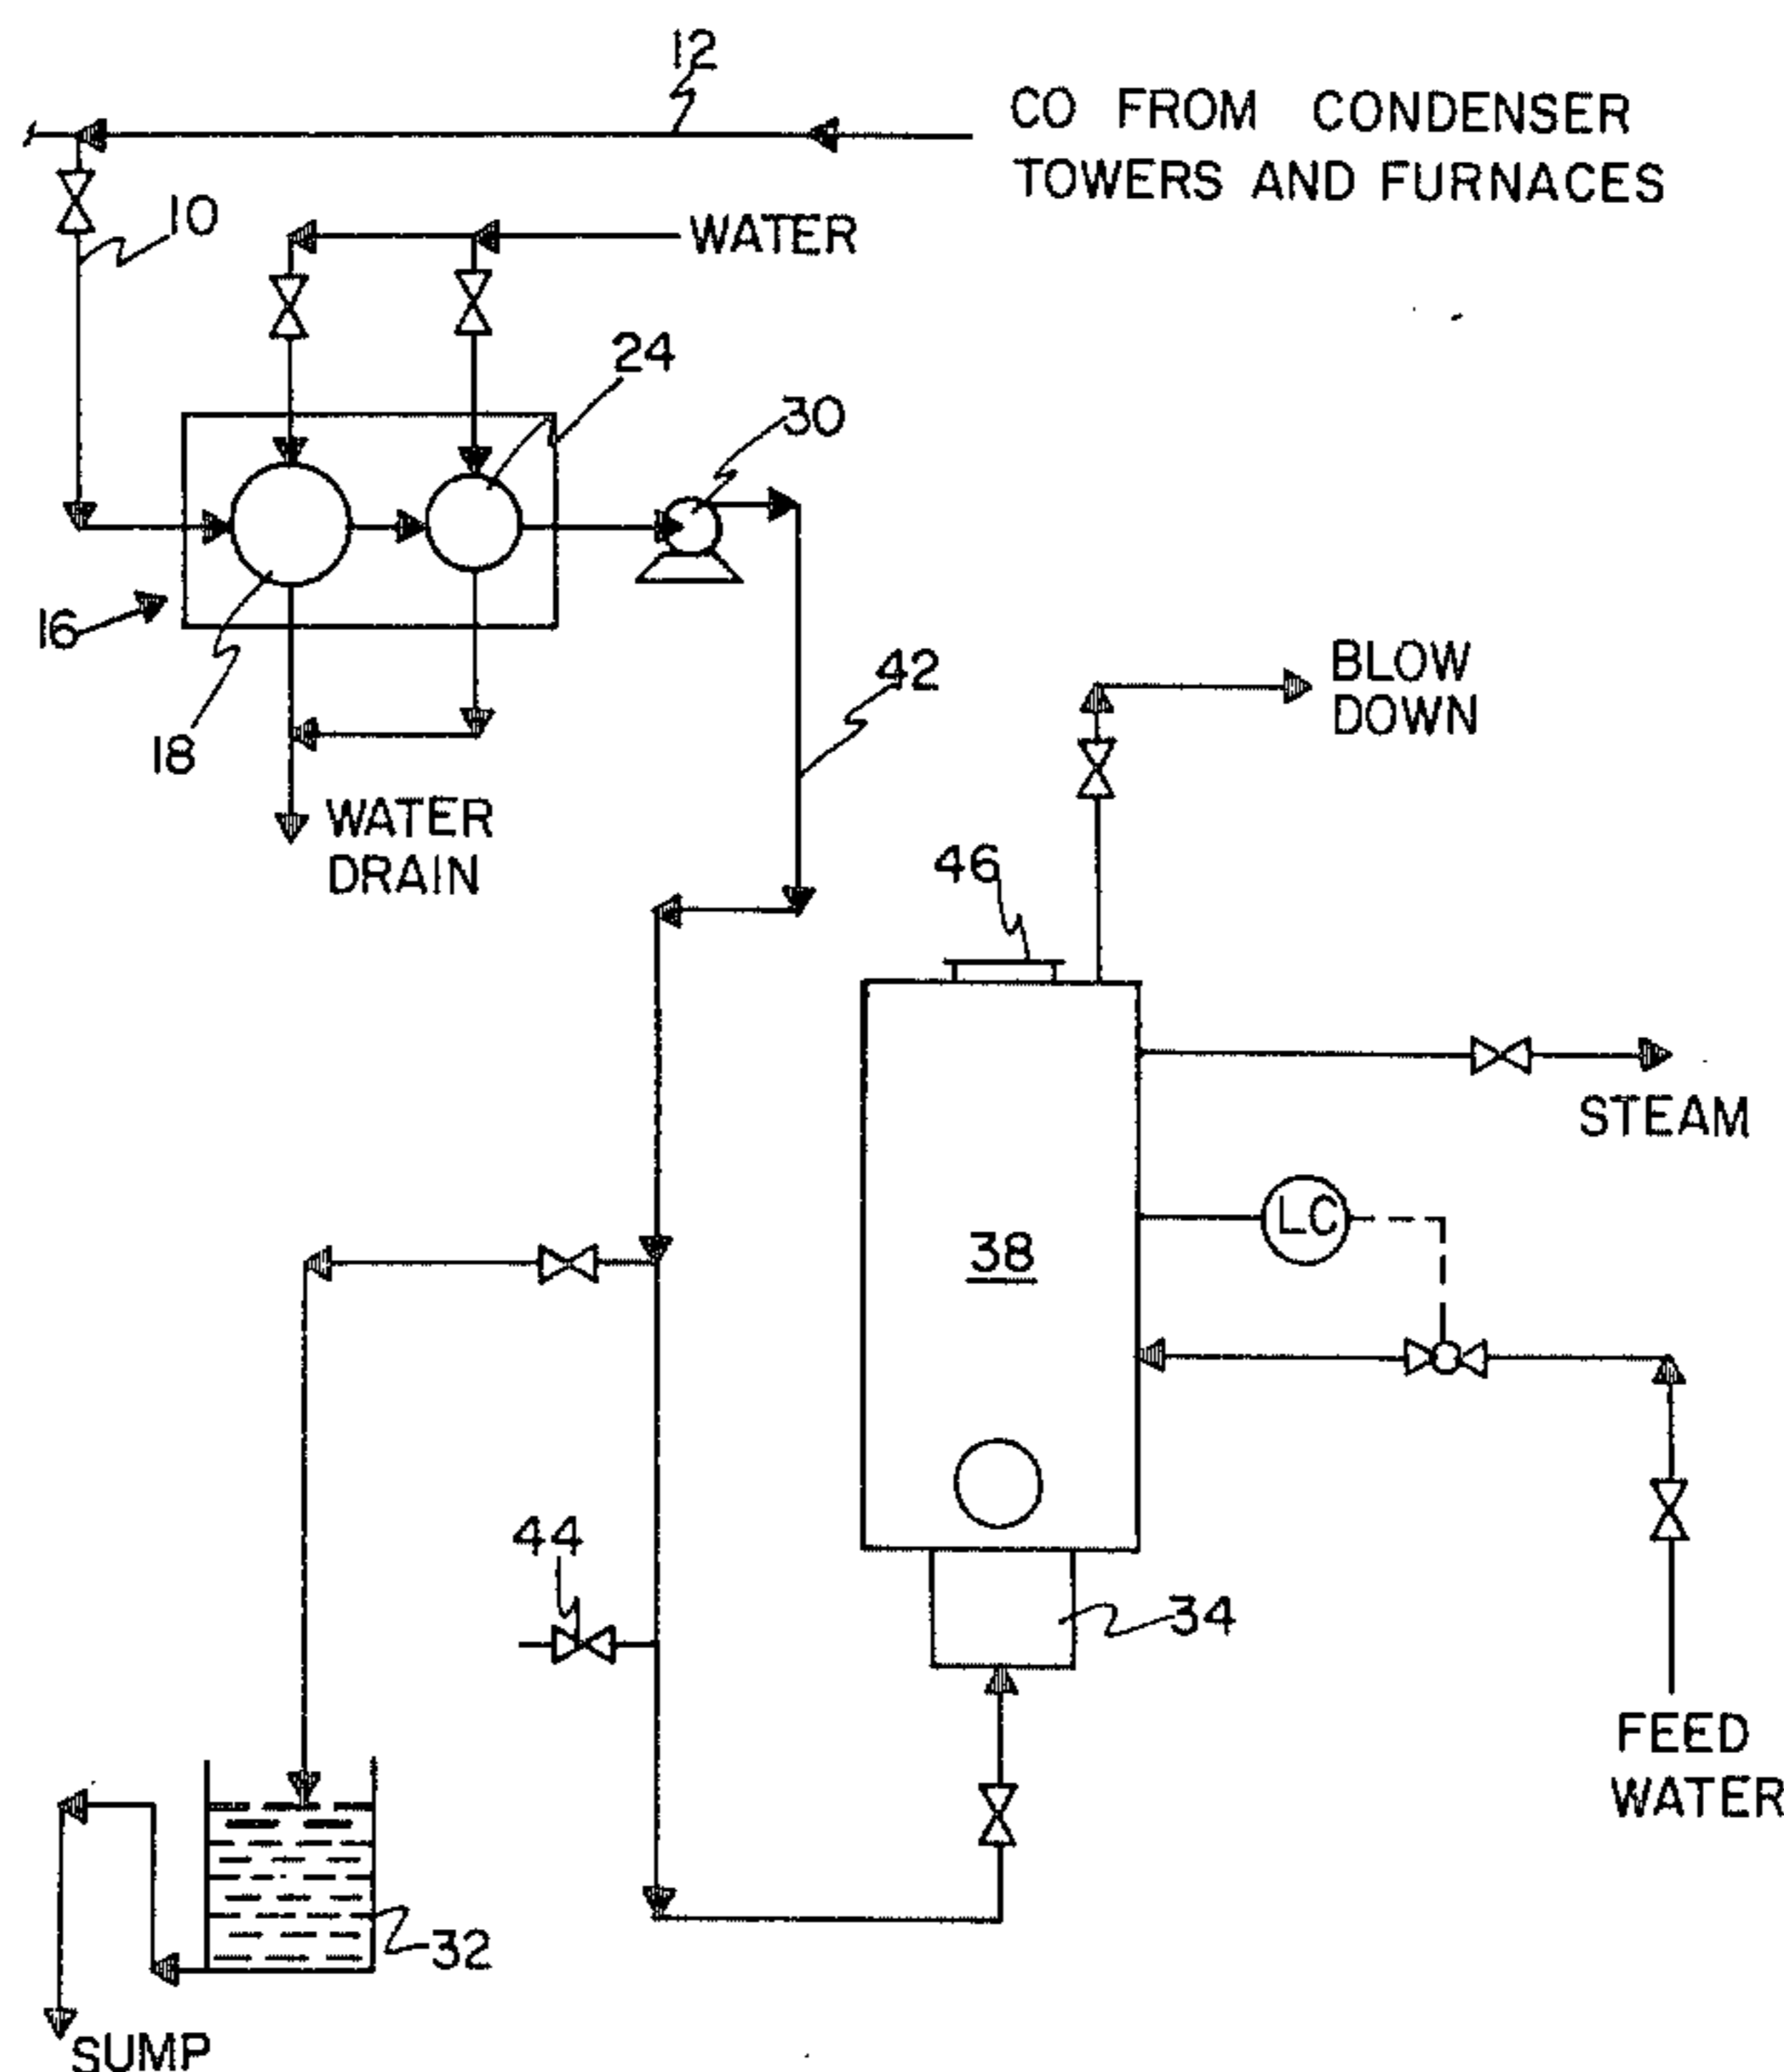 12
CO FROM CONDENSER
TOWERS AND FURNACES
10
WATER
24
30
16
18
42
BLOW
DOWN
WATER
DRAIN
46
STEAM
LC
38
44
34
FEED
WATER
32
SUMP